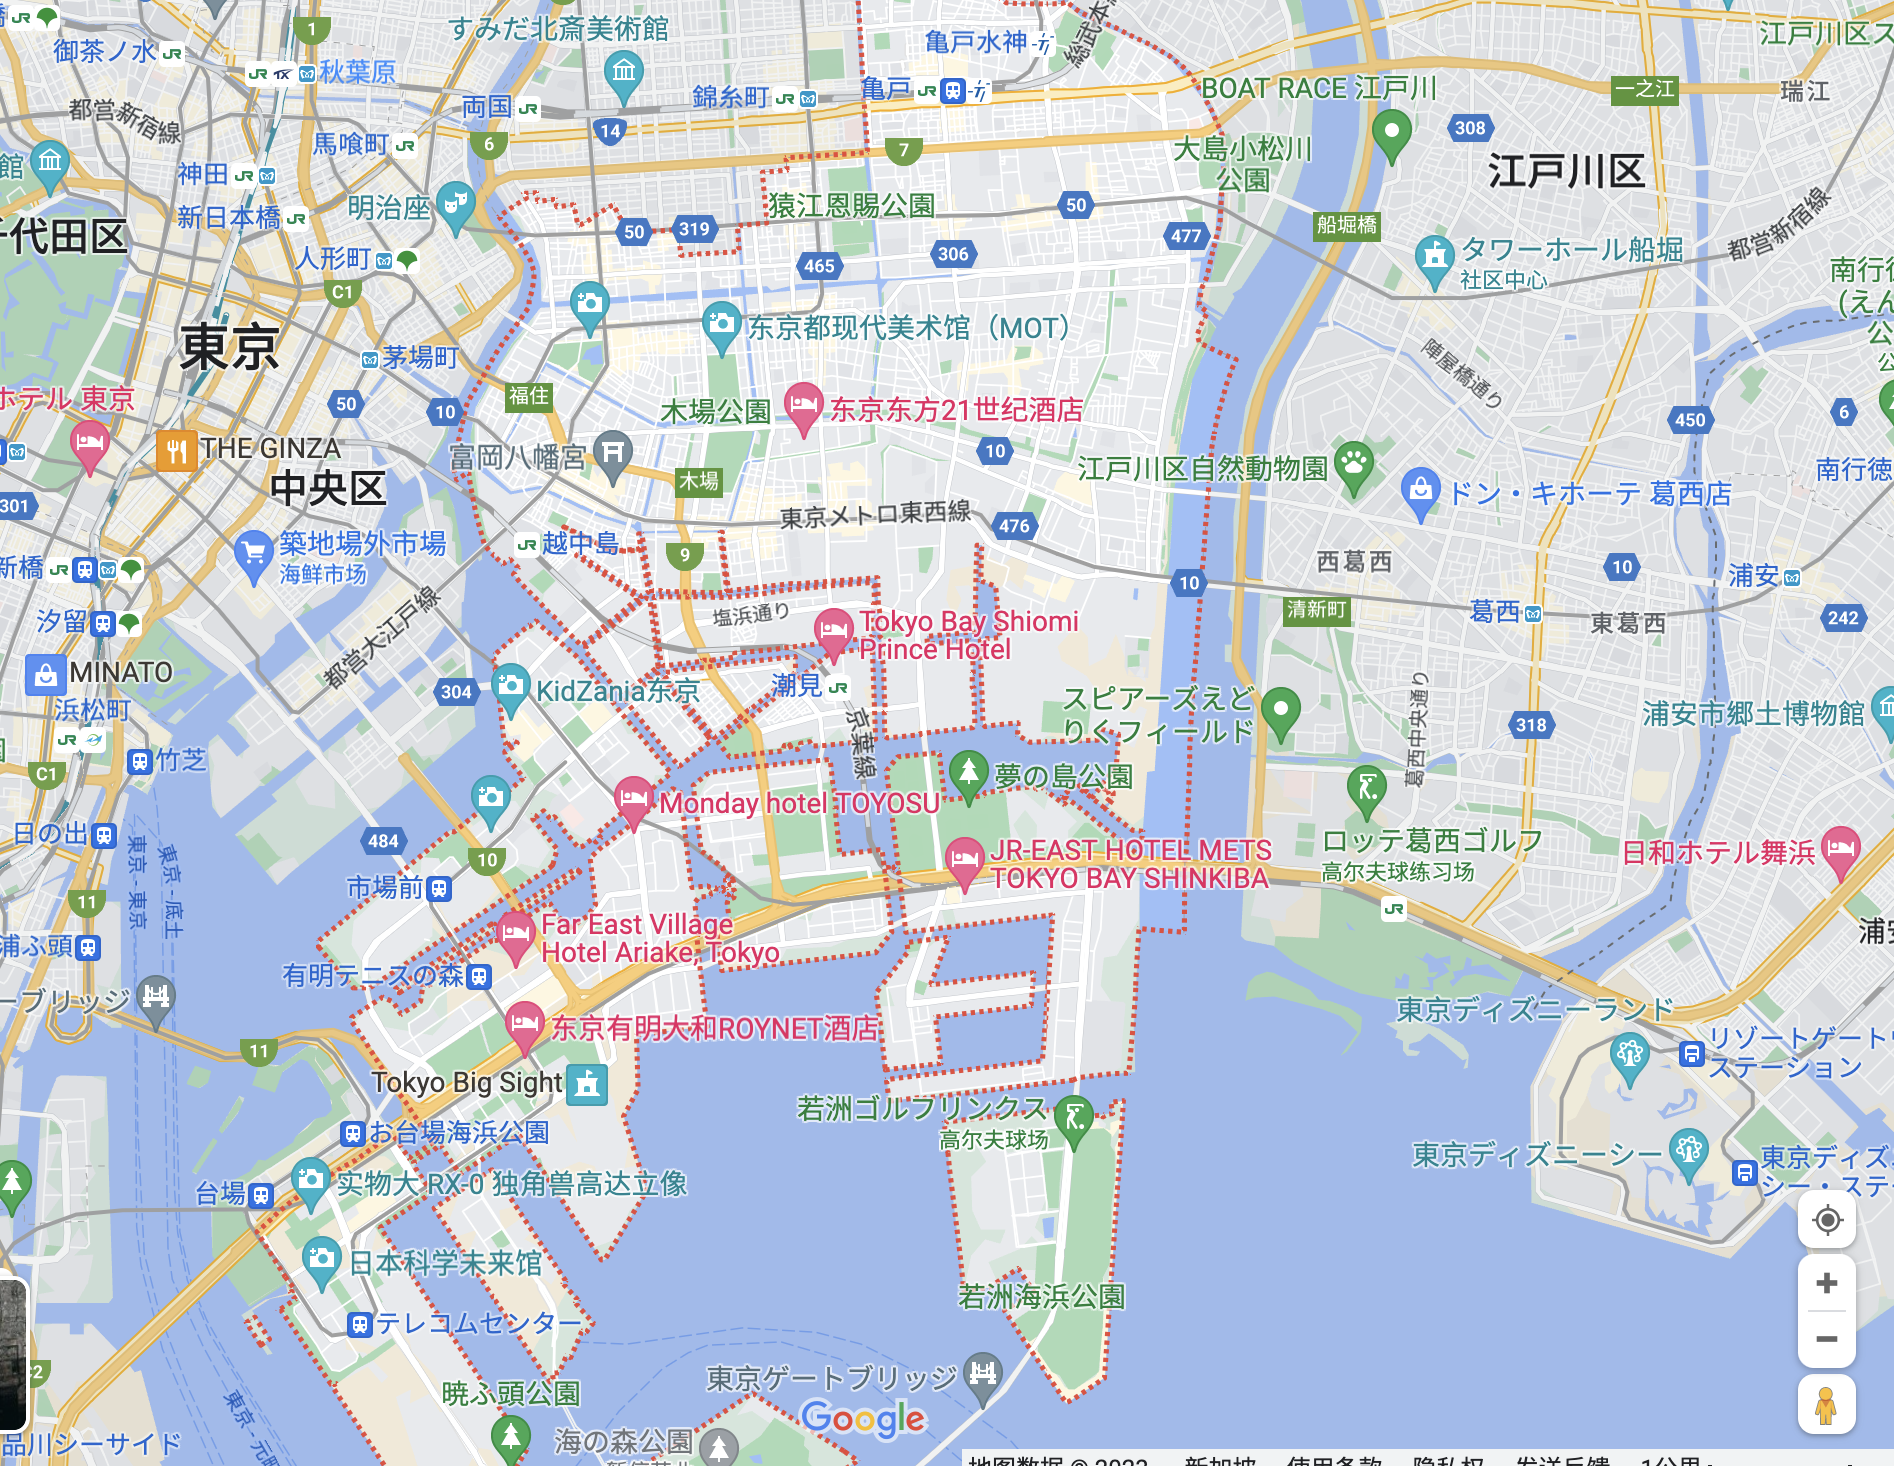 すみだ北斎美術館
御茶ノ水
秋葉原
両国
錦糸町
亀戸水神
亀戸
総武本
BOAT RACE 江戸川
一之江
江戸川区ス
瑞江
都営新宿線
馬喰町
神田
新日本橋
明治座
猿江恩賜公園
大島小松川
公園
江戸川区
船堀橋
タワーホール船堀
社区中心
都営新宿線
千代田区
館
人形町
東京
茅場町
东京都现代美术馆（MOT）
南行徳
(えん
公
陣屋橋通り
福住
木場公園
东京东方21世纪酒店
ホテル 東京
THE GINZA
中央区
富岡八幡宮
木場
江戸川区自然動物園
ドン・キホーテ 葛西店
南行徳
東京メトロ東西線
築地場外市場
海鲜市场
越中島
新橋
西葛西
浦安
汐留
清新町
葛西
東葛西
塩浜通り
Tokyo Bay Shiomi
Prince Hotel
都営大江戸線
MINATO
浜松町
KidZania东京
潮見
京葉線
スピアーズえど
りくフィールド
葛西中央通り
浦安市郷土博物館
竹芝
夢の島公園
Monday hotel TOYOSU
日の出
東京 - 東京
東京 - 底土
市場前
JR-EAST HOTEL METS
TOKYO BAY SHINKIBA
ロッテ葛西ゴルフ
高尔夫球练习场
日和ホテル舞浜
浦ふ頭
Far East Village
Hotel Ariake, Tokyo
有明テニスの森
浦安
ーブリッジ
东京有明大和ROYNET酒店
東京ディズニーランド
リゾートゲートウ
ステーション
Tokyo Big Sight
若洲ゴルフリンクス
高尔夫球场
お台場海浜公園
東京ディズニーシー
東京ディズ
シー・ステ
台場
实物大 RX-0 独角兽高达立像
日本科学未来馆
若洲海浜公園
テレコムセンター
東京ゲートブリッジ
暁ふ頭公園
Google
東京 - 元町
海の森公園
品川シーサイド
1
14
6
7
308
50
319
50
477
465
306
C1
50
10
450
6
10
301
9
476
10
10
242
304
318
C1
484
10
11
11
C2
地图数据 © 2023 新加坡 使用条款 隐私权 发送反馈 1公里